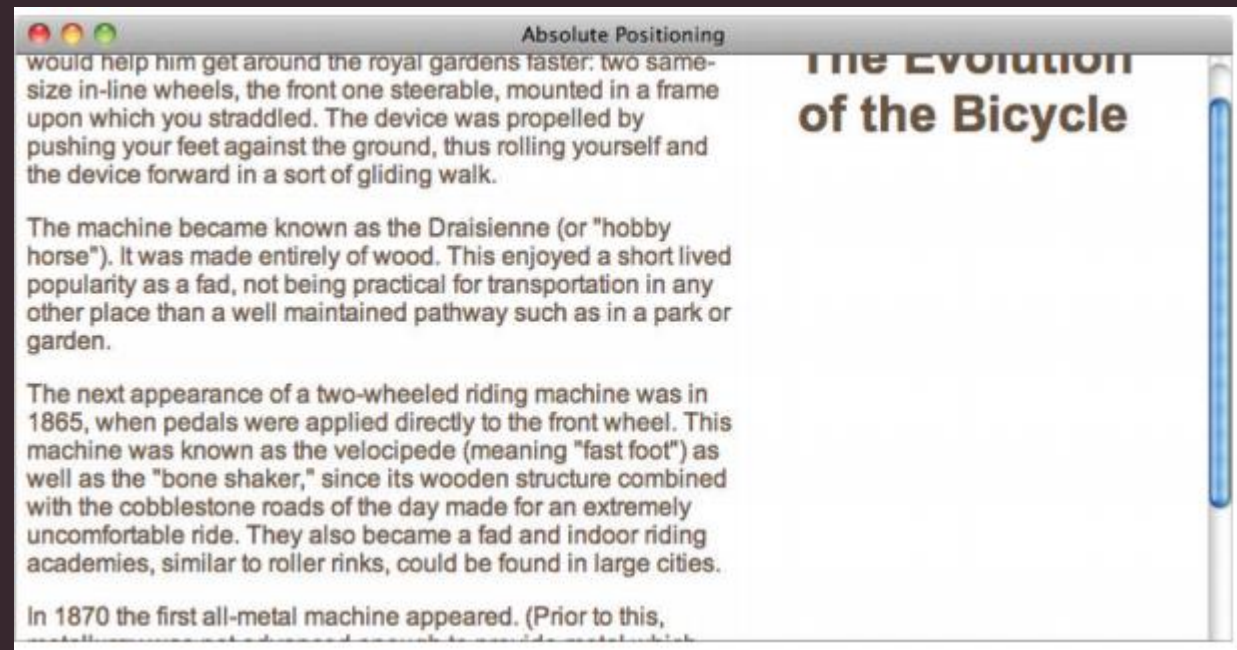 Absolute Positioning
would help him get around the royal gardens faster: two same-
size in-line wheels, the front one steerable, mounted in a frame
upon which you straddled. The device was propelled by
pushing your feet against the ground, thus rolling yourself and
the device forward in a sort of gliding walk.
The machine became known as the Draisienne (or "hobby
horse"). It was made entirely of wood. This enjoyed a short lived
popularity as a fad, not being practical for transportation in any
other place than a well maintained pathway such as in a park or
garden.
The next appearance of a two-wheeled riding machine was in
1865, when pedals were applied directly to the front wheel. This
machine was known as the velocipede (meaning "fast foot") as
well as the "bone shaker," since its wooden structure combined
with the cobblestone roads of the day made for an extremely
uncomfortable ride. They also became a fad and indoor riding
academies, similar to roller rinks, could be found in large cities.
In 1870 the first all-metal machine appeared. (Prior to this,
The Evolution
of the Bicycle